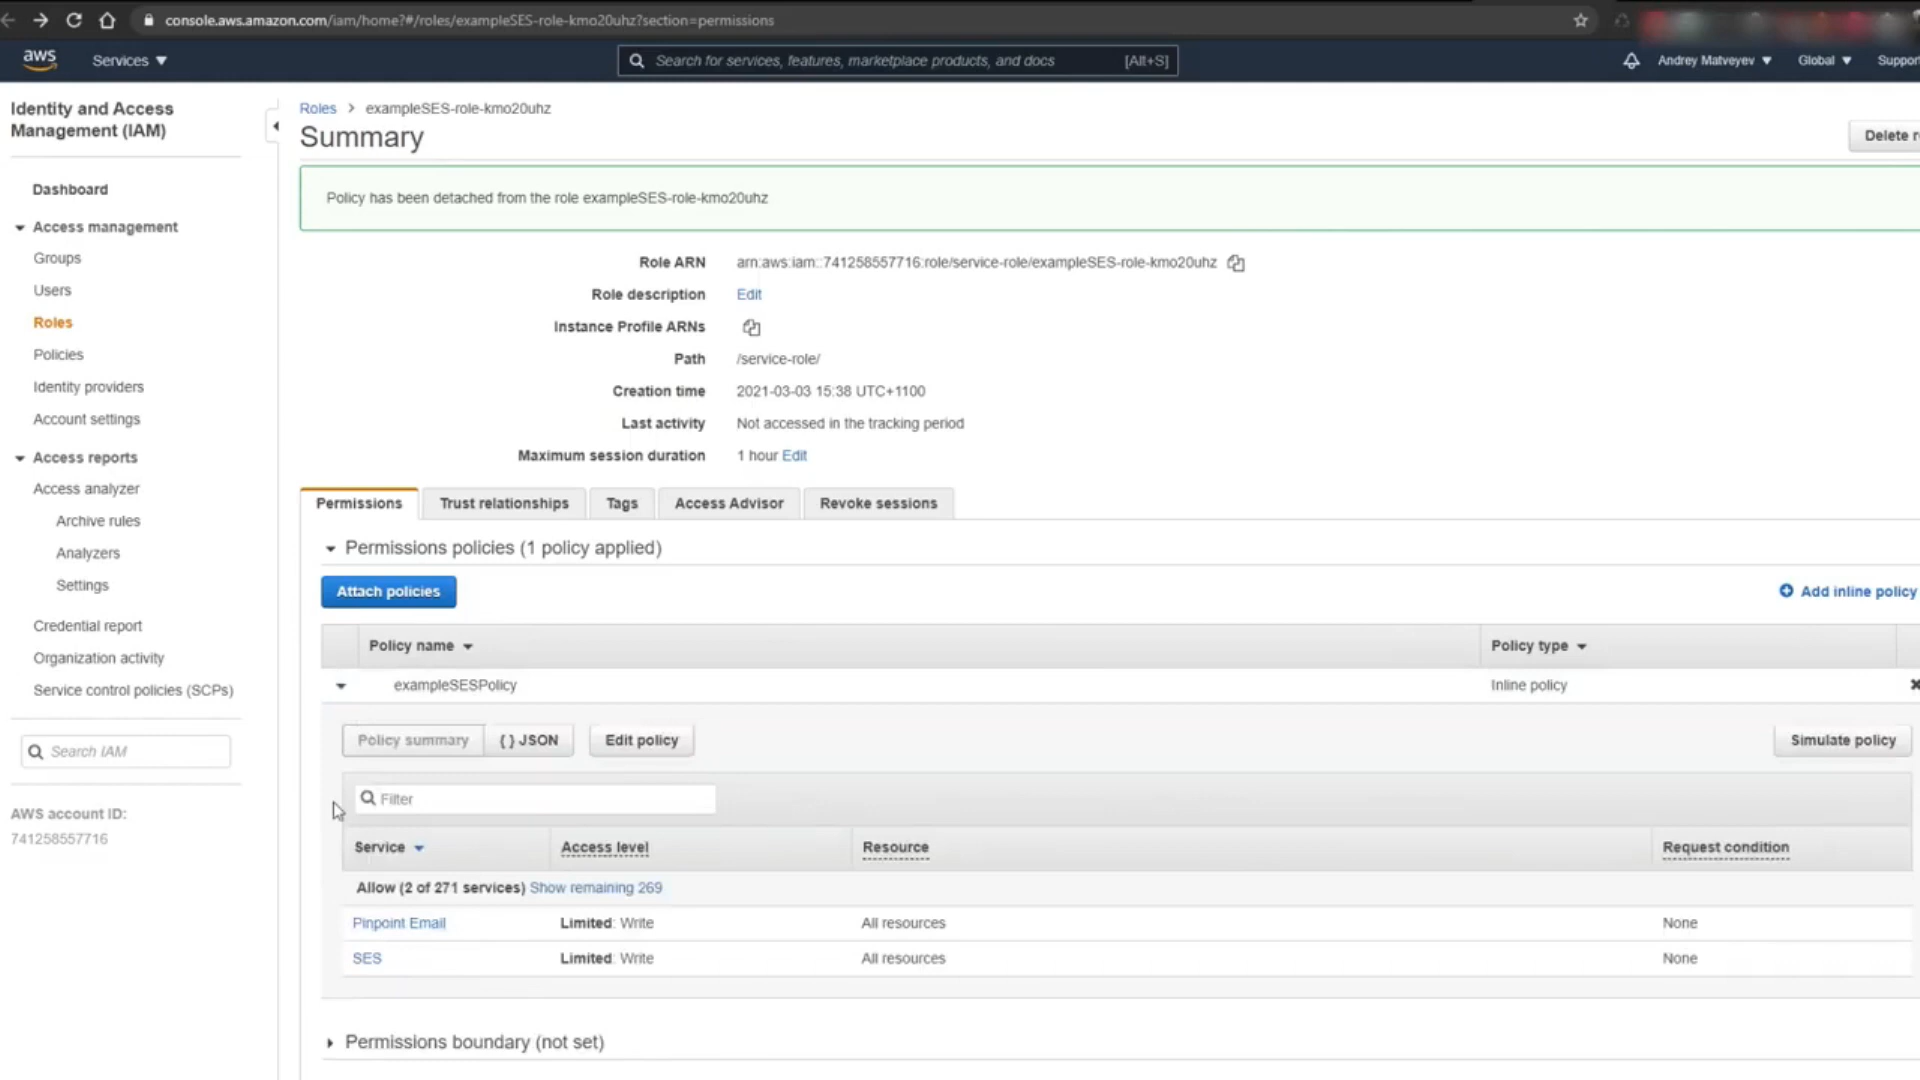 console.aws.amazon.com/iam/home?#/roles/exampleSES-role-kmo20uhz?section=permissions
aws
Services
Search for services, features, marketplace products, and docs [Alt+S]
Andrey Matveyev
Global
Support
Identity and Access
Management (IAM)
Dashboard
Access management
Groups
Users
Roles
Policies
Identity providers
Account settings
Access reports
Access analyzer
Archive rules
Analyzers
Settings
Credential report
Organization activity
Service control policies (SCPs)
Search IAM
AWS account ID:
741258557716
Roles > exampleSES-role-kmo20uhz
Summary
Delete r
Policy has been detached from the role exampleSES-role-kmo20uhz
Role ARN arn:aws:iam::741258557716:role/service-role/exampleSES-role-kmo20uhz
Role description Edit
Instance Profile ARNs
Path /service-role/
Creation time 2021-03-03 15:38 UTC+1100
Last activity Not accessed in the tracking period
Maximum session duration 1 hour Edit
Permissions Trust relationships Tags Access Advisor Revoke sessions
Permissions policies (1 policy applied)
Attach policies
Add inline policy
Policy name Policy type
exampleSESPolicy Inline policy
Policy summary { } JSON Edit policy Simulate policy
Filter
Service Access level Resource Request condition
Allow (2 of 271 services) Show remaining 269
Pinpoint Email Limited: Write All resources None
SES Limited: Write All resources None
Permissions boundary (not set)